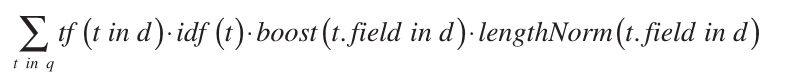 ∑ tf (t in d)· idf (t)· boost (t. field in d)· lengthNorm(t. field in d)
t in q